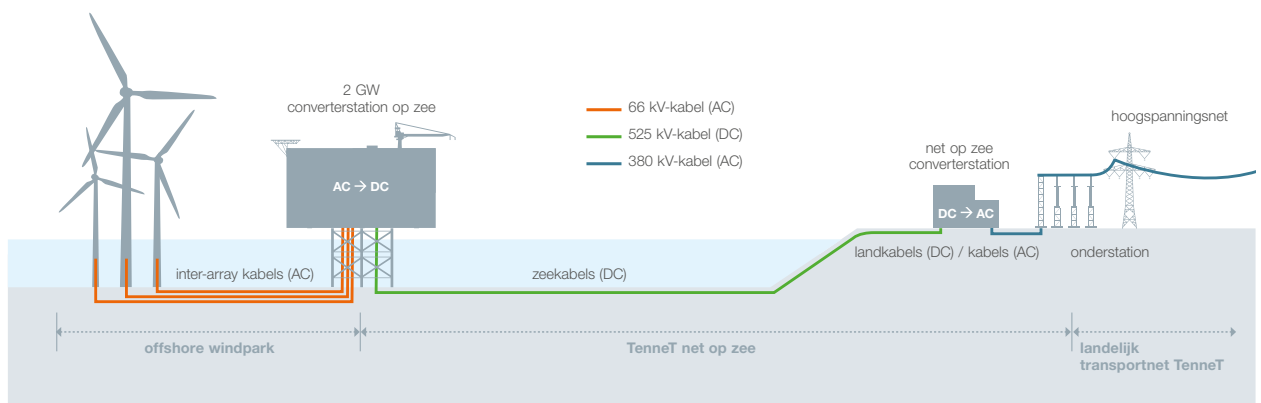 2 GW
converterstation op zee
66 kV-kabel (AC)
525 kV-kabel (DC)
380 kV-kabel (AC)
hoogspanningsnet
net op zee
converterstation
AC → DC
DC → AC
inter-array kabels (AC)
zeekabels (DC)
landkabels (DC) / kabels (AC)
onderstation
offshore windpark
TenneT net op zee
landelijk
transportnet TenneT